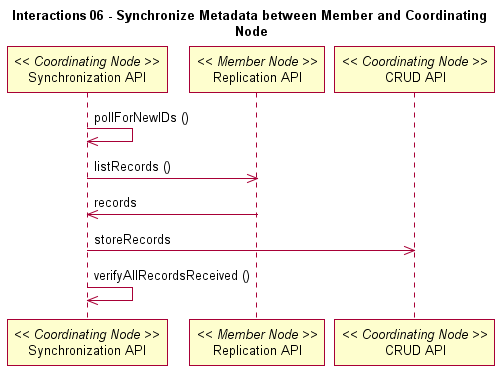 Interactions 06 - Synchronize Metadata between Member and Coordinating
Node
<< Coordinating Node >>
Synchronization API
<< Member Node >>
Replication API
<< Coordinating Node >>
CRUD API
pollForNewIDs ()
listRecords ()
records
storeRecords
verifyAllRecordsReceived ()
<< Coordinating Node >>
Synchronization API
<< Member Node >>
Replication API
<< Coordinating Node >>
CRUD API